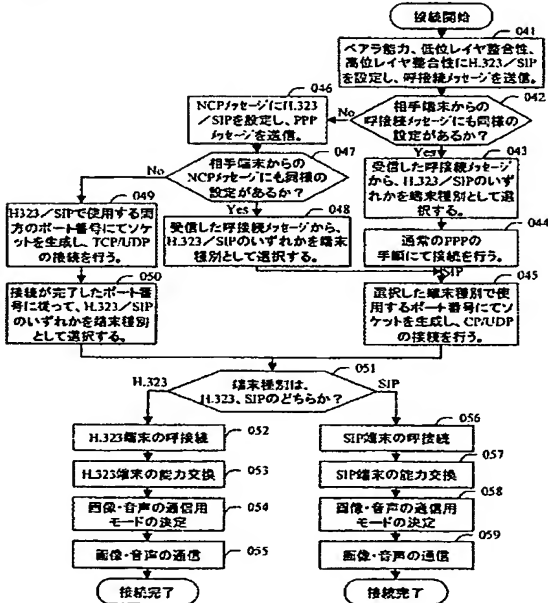 接続開始
041
ベアラ能力、低位レイヤ整合性、
高位レイヤ整合性にH.323/SIP
を設定し、呼接続メッセージを送信。
042
相手端末からの
呼接続メッセージにも同様の
設定があるか？
No
Yes
046
NCPメッセージにH.323
/SIPを設定し、PPP
メッセージを送信。
047
相手端末からの
NCPメッセージにも同様の
設定があるか？
No
Yes
043
受信した呼接続メッセージ
から、H.323/SIPのいず
れかを端末種別として選
択する。
044
通常のPPPの
手順にて接続を行う。
048
受信した呼接続メッセージから、
H.323/SIPのいずれかを端末
種別として選択する。
049
H323/SIPで使用する両
方のポート番号にてソケ
ットを生成し、TCP/UDP
の接続を行う。
050
接続が完了したポート番
号に従って、H.323/SIP
のいずれかを端末種別
として選択する。
SIP
045
選択した端末種別で使
用するポート番号にてソ
ケットを生成し、CP/UDP
の接続を行う。
051
端末種別は、
H.323、SIPのどちらか？
H.323
SIP
052
H.323端末の呼接続
053
H.323端末の能力交換
054
画像・音声の通信用
モードの決定
055
画像・音声の通信
接続完了
056
SIP端末の呼接続
057
SIP端末の能力交換
058
画像・音声の通信用
モードの決定
059
画像・音声の通信
接続完了